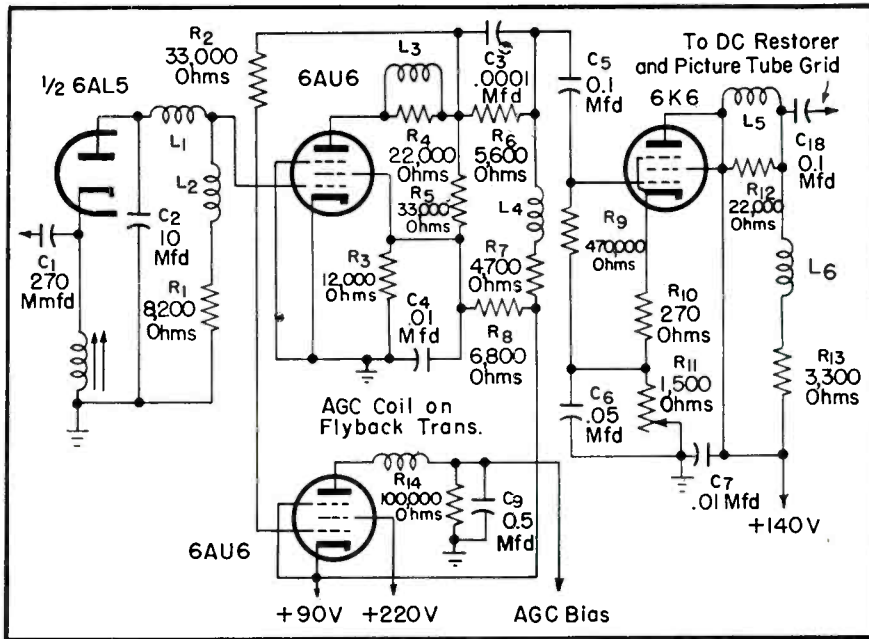 R2
33,000
Ohms
1/2 6AL5
L1
L2
C2
10
Mfd
C1
270
Mmfd
R1
8,200
Ohms
6AU6
L3
R4
22,000
Ohms
R5
33,000
Ohms
R3
12,000
Ohms
C4
.01
Mfd
C3
.0001
Mfd
R6
5,600
Ohms
L4
R7
4,700
Ohms
R8
6,800
Ohms
C5
0.1
Mfd
To DC Restorer
and Picture Tube Grid
6K6
L5
C18
0.1
Mfd
R12
22,000
Ohms
R9
470,000
Ohms
L6
R10
270
Ohms
R11
1,500
Ohms
R13
3,300
Ohms
C6
.05
Mfd
C7
.01 Mfd
+140V
AGC Coil on
Flyback Trans.
R14
100,000
Ohms
C9
0.5
Mfd
6AU6
+90V
+220V
AGC Bias